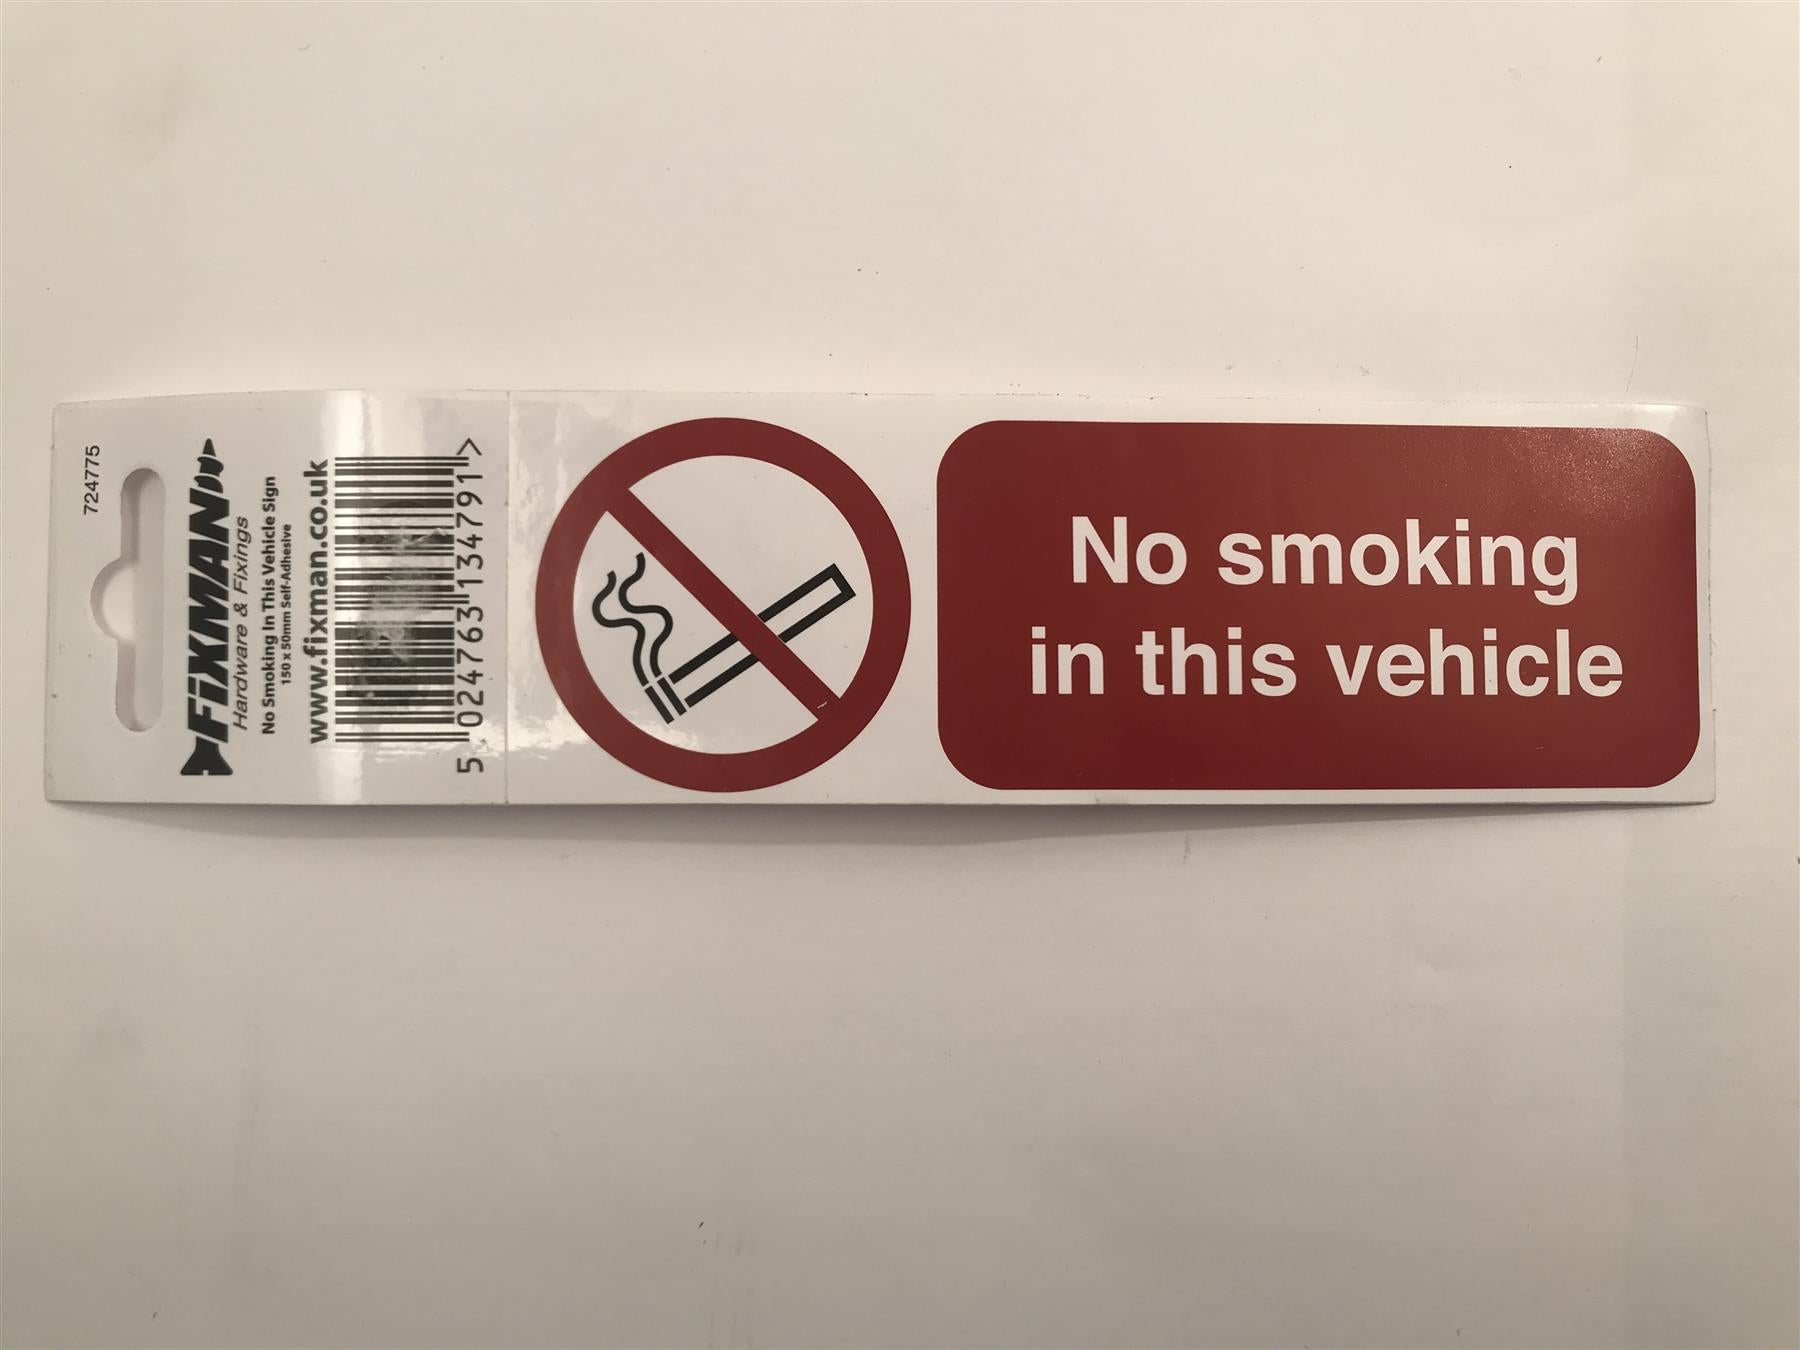 724775
FiXMAN
Hardware & Fixings
No Smoking In This Vehicle Sign
150 x 50mm Self-Adhesive
www.fixman.co.uk
5 024763 134791 >
No smoking
in this vehicle